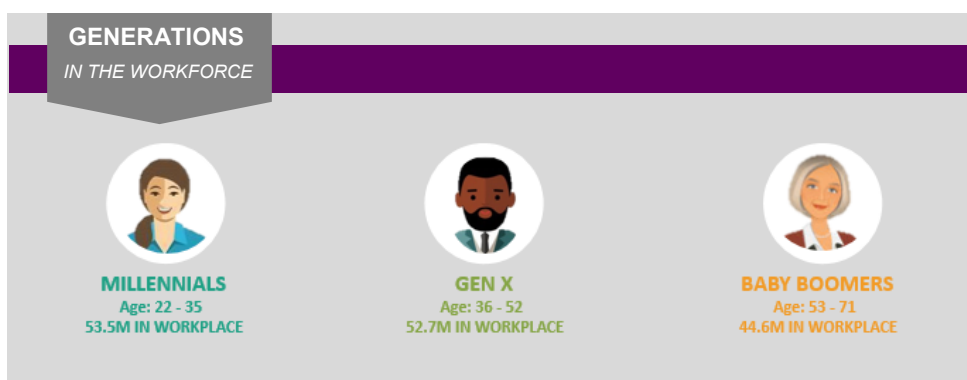 GENERATIONS
IN THE WORKFORCE
MILLENNIALS
Age: 22 - 35
53.5M IN WORKPLACE
GEN X
Age: 36 - 52
52.7M IN WORKPLACE
BABY BOOMERS
Age: 53 - 71
44.6M IN WORKPLACE